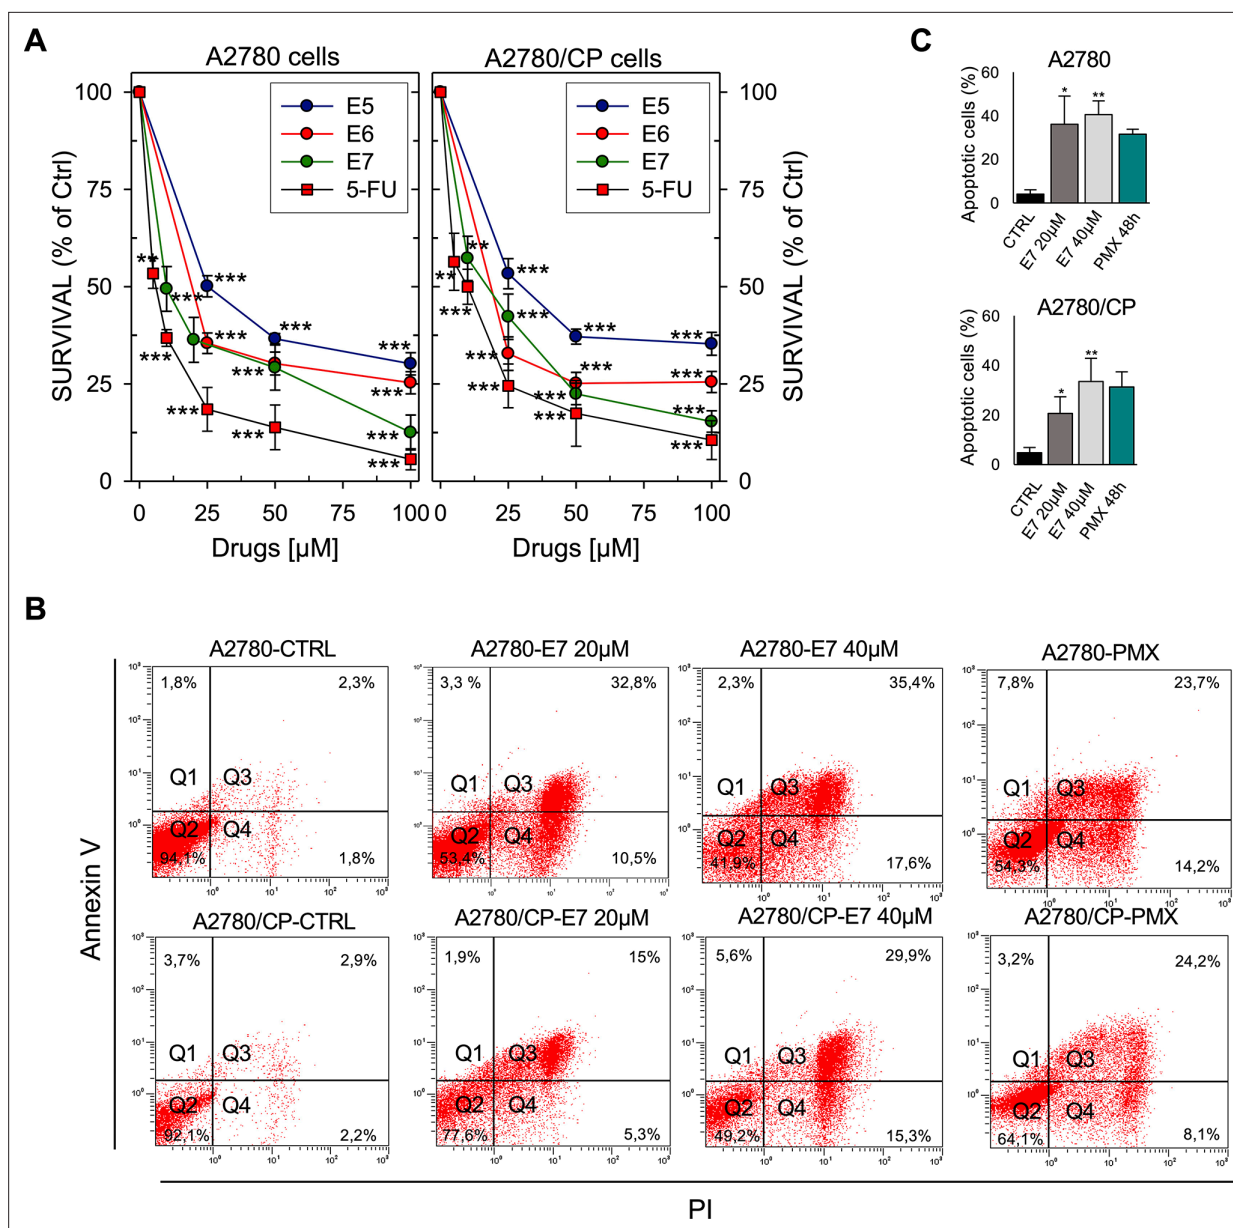 A
A2780 cells
A2780/CP cells
SURVIVAL (% of Ctrl)
100
75
50
25
0
E5
E6
E7
5-FU
**
***
***
***
***
***
***
***
***
***
***
***
***
***
0
25
50
75
100
Drugs [µM]
E5
E6
E7
5-FU
**
**
***
***
***
***
***
***
***
***
***
***
***
***
***
0
25
50
75
100
Drugs [µM]
100
75
50
25
0
SURVIVAL (% of Ctrl)
C
A2780
Apoptotic cells (%)
60
40
20
0
*
**
CTRL
E7 20µM
E7 40µM
PMX 48h
A2780/CP
Apoptotic cells (%)
60
40
20
0
*
**
CTRL
E7 20µM
E7 40µM
PMX 48h
B
Annexin V
A2780-CTRL
1,8%
2,3%
Q1
Q3
Q2
Q4
94,1%
1,8%
A2780-E7 20µM
3,3 %
32,8%
Q1
Q3
Q2
Q4
53,4%
10,5%
A2780-E7 40µM
2,3%
35,4%
Q1
Q3
Q2
Q4
41,9%
17,6%
A2780-PMX
7,8%
23,7%
Q1
Q3
Q2
Q4
54,3%
14,2%
A2780/CP-CTRL
3,7%
2,9%
Q1
Q3
Q2
Q4
92,1%
2,2%
A2780/CP-E7 20µM
1,9%
15%
Q1
Q3
Q2
Q4
77,6%
5,3%
A2780/CP-E7 40µM
5,6%
29,9%
Q1
Q3
Q2
Q4
49,2%
15,3%
A2780/CP-PMX
3,2%
24,2%
Q1
Q3
Q2
Q4
64,1%
8,1%
PI